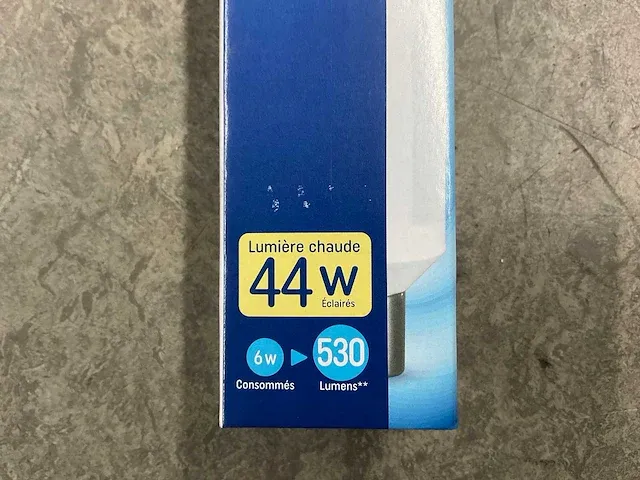 Lumière chaude
44 W
Éclairés
6 W 530
Consommés Lumens**